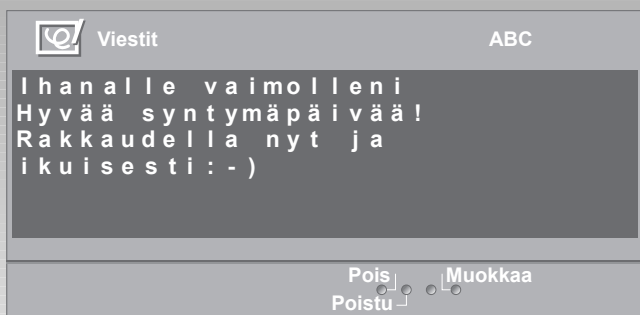 Viestit ABC
Ihanalle vaimolleni
Hyvää syntymäpäivää!
Rakkaudella nyt ja
ikuisesti:-)
Pois Muokkaa
Poistu